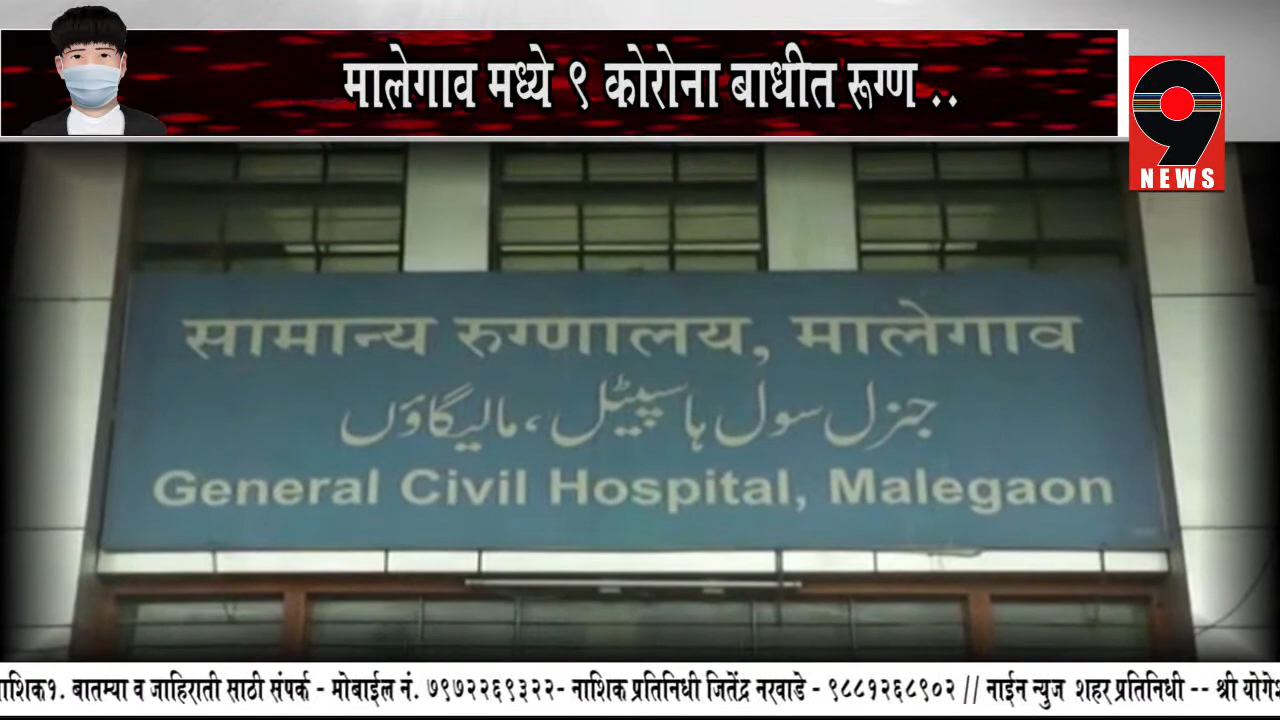 मालेगाव मध्ये ९ कोरोना बाधीत रूग्ण ..
9
NEWS
सामान्य रुग्णालय, मालेगाव
جنرل سول ہاسپیٹل، مالیگاؤں
General Civil Hospital, Malegaon
ाशिक१. बातम्या व जाहिराती साठी संपर्क - मोबाईल नं. ७९७२२६९३२२- नाशिक प्रतिनिधी जितेंद्र नरवाडे - ९८८१२६८९०२ // नाईन न्युज शहर प्रतिनिधी -- श्री योगेश